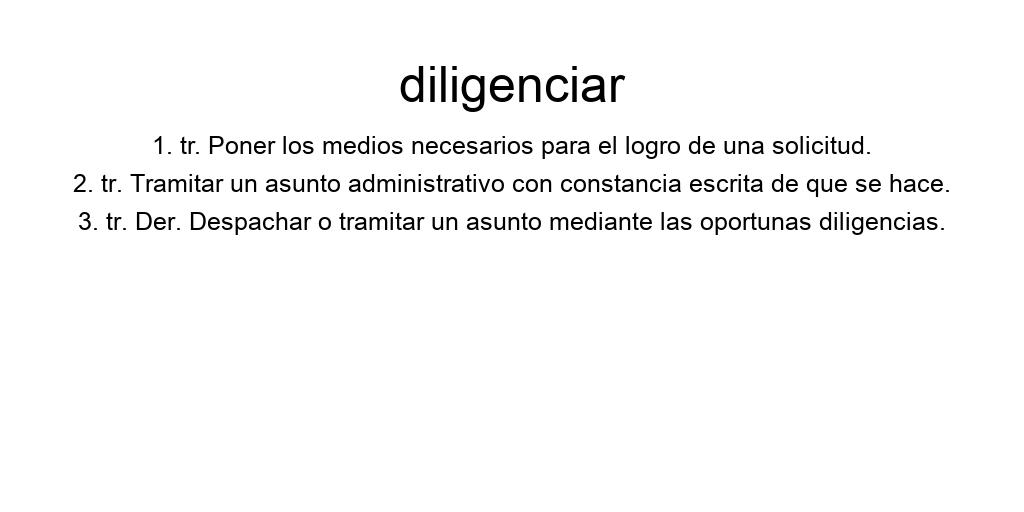 diligenciar
1. tr. Poner los medios necesarios para el logro de una solicitud.
2. tr. Tramitar un asunto administrativo con constancia escrita de que se hace.
3. tr. Der. Despachar o tramitar un asunto mediante las oportunas diligencias.